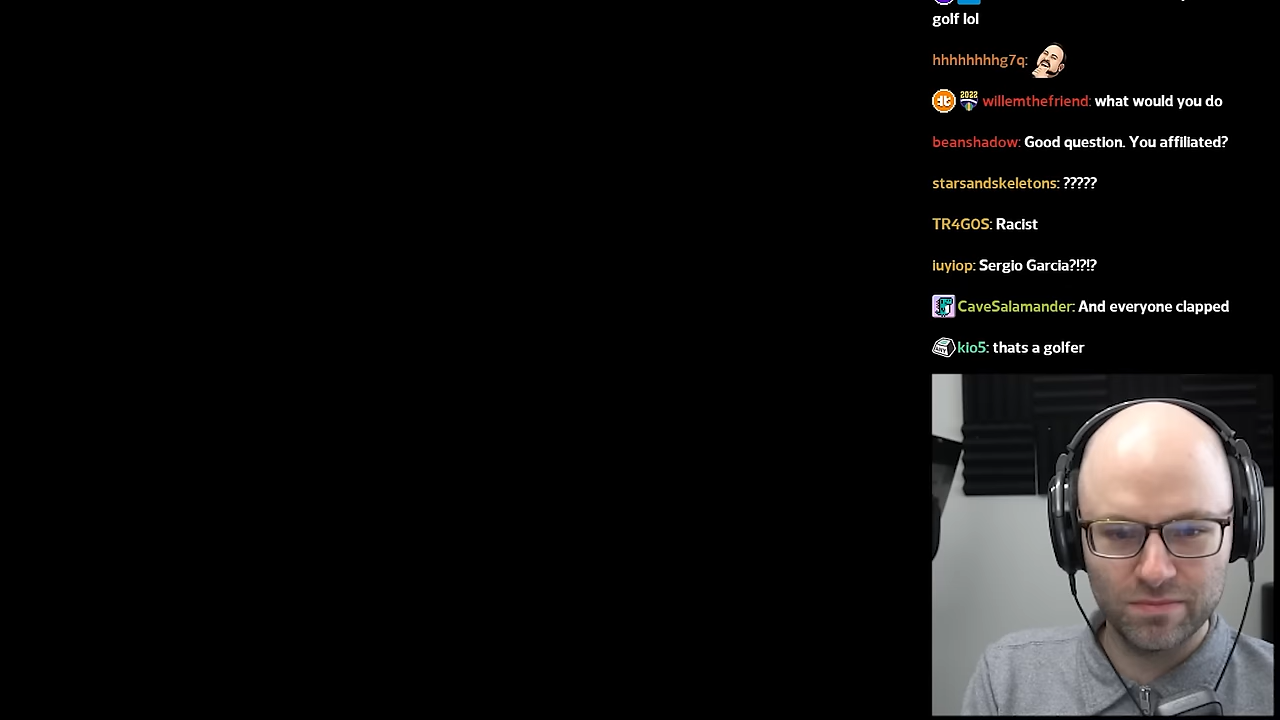 golf lol
hhhhhhhhg7q:
2022 willemthefriend: what would you do
beanshadow: Good question. You affiliated?
starsandskeletons: ?????
TR4G0S: Racist
iuyiop: Sergio Garcia?!?!?
CaveSalamander: And everyone clapped
kio5: thats a golfer